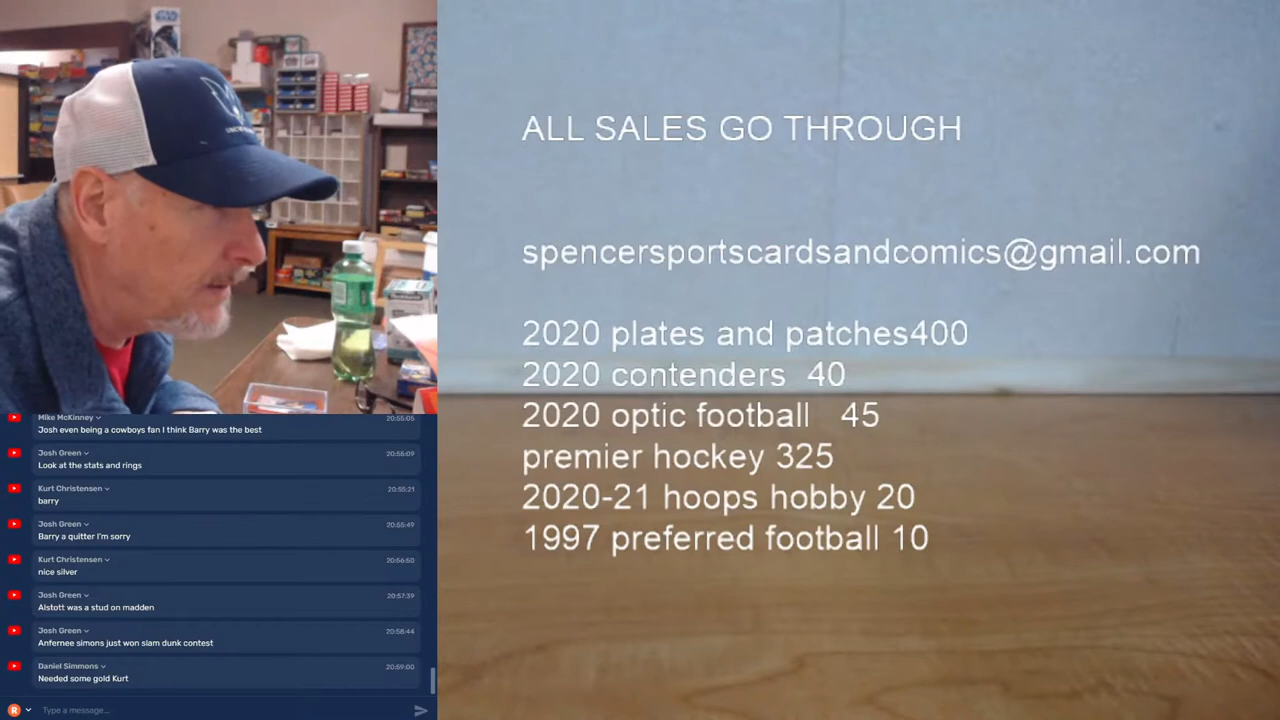 ALL SALES GO THROUGH
spencersportscardsandcomics@gmail.com
2020 plates and patches400
2020 contenders 40
2020 optic football 45
premier hockey 325
2020-21 hoops hobby 20
1997 preferred football 10
Mike McKinney 20:55:05
Josh even being a cowboys fan I think Barry was the best
Josh Green 20:55:09
Look at the stats and rings
Kurt Christensen 20:55:21
barry
Josh Green 20:55:49
Barry a quitter I'm sorry
Kurt Christensen 20:56:50
nice silver
Josh Green 20:57:39
Alstott was a stud on madden
Josh Green 20:58:44
Anfernee simons just won slam dunk contest
Daniel Simmons 20:59:00
Needed some gold Kurt
R Type a message...